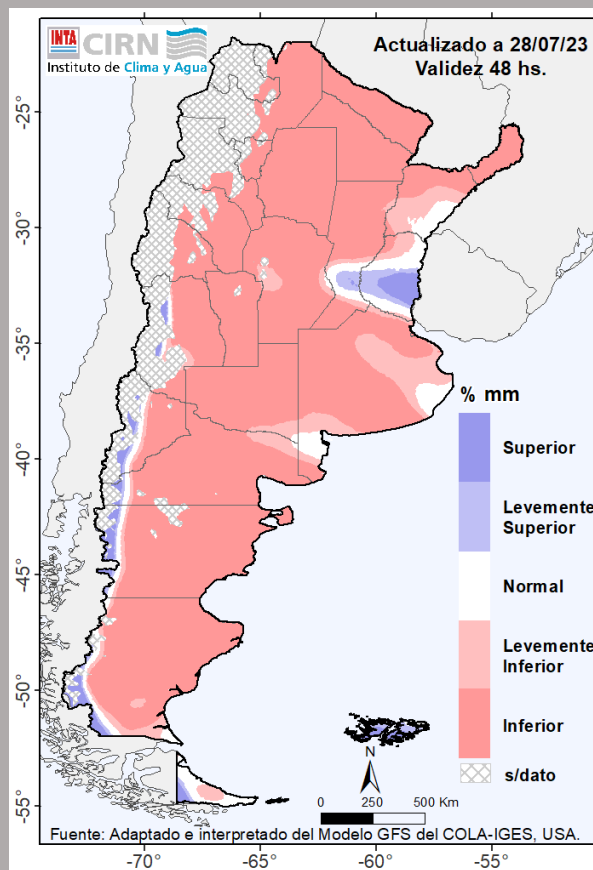 INTA CIRN
Instituto de Clima y Agua
Actualizado a 28/07/23
Validez 48 hs.
-25°
-30°
-35°
-40°
-45°
-50°
-55°
% mm
Superior
Levemente
Superior
Normal
Levemente
Inferior
Inferior
s/dato
N
0 250 500 Km
Fuente: Adaptado e interpretado del Modelo GFS del COLA-IGES, USA.
-70° -65° -60° -55°